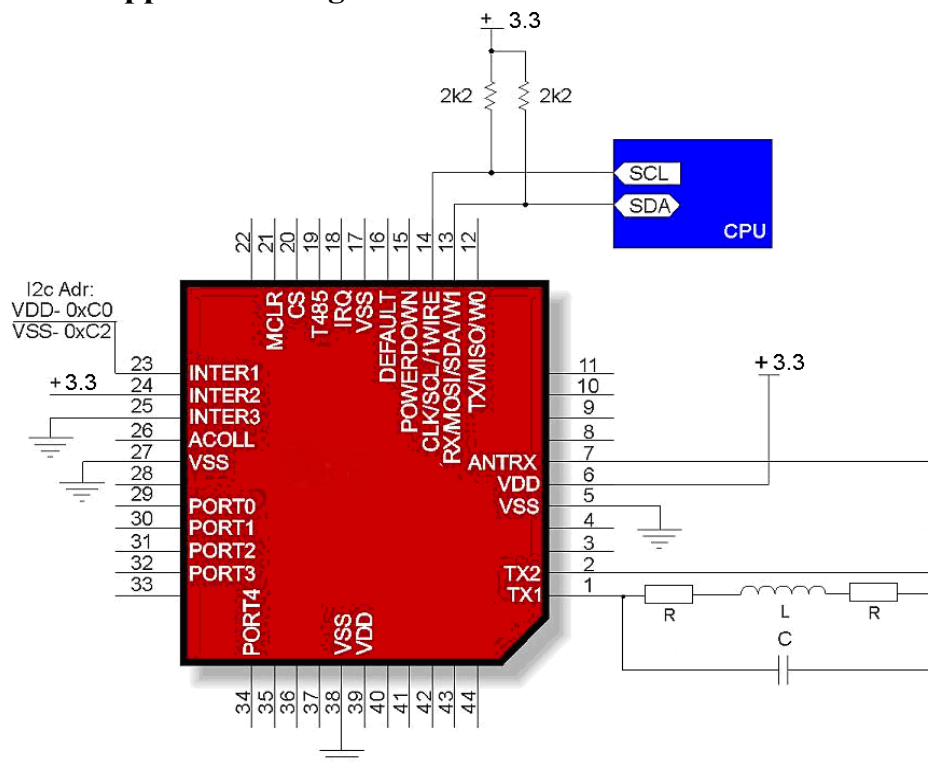 + 3.3
2k2 2k2
SCL
SDA
CPU
22 21 20 19 18 17 16 15 14 13 12
I2c Adr:
VDD- 0xC0
VSS- 0xC2
MCLR
CS
T485
IRQ
VSS
DEFAULT
POWERDOWN
CLK/SCL/1WIRE
RX/MOSI/SDA/W1
TX/MISO/W0
23 INTER1
+3.3
24 INTER2
25 INTER3
26 ACOLL
27 VSS
28
29 PORT0
30 PORT1
31 PORT2
32 PORT3
33
11
10
9
8
+3.3
ANTRX 7
VDD 6
VSS 5
4
3
TX2 2
TX1 1
R L R
C
PORT4
VSS
VDD
34 35 36 37 38 39 40 41 42 43 44